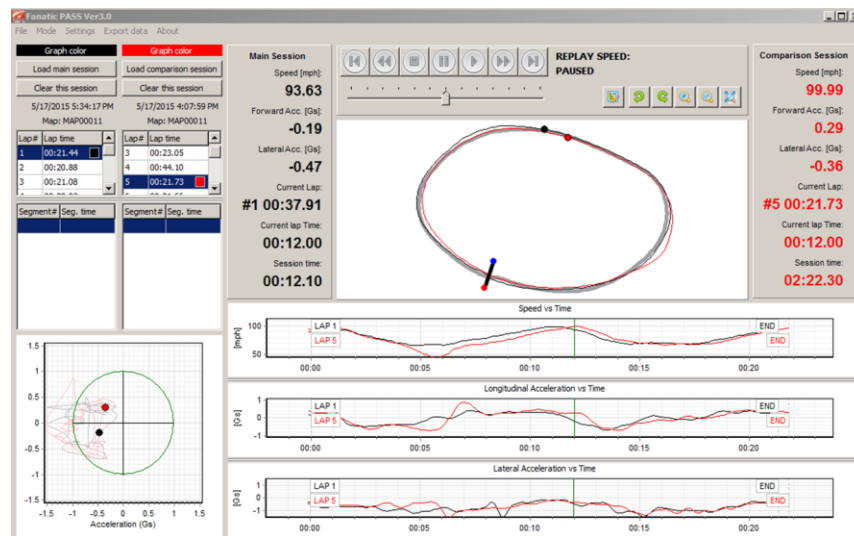 Fanatic PASS Ver3.0
File Mode Settings Export data About
Graph color Graph color
Load main session Load comparison session
Clear this session Clear this session
5/17/2015 5:34:17 PM 5/17/2015 4:07:59 PM
Map: MAP00011 Map: MAP00011
Lap# Lap time Lap# Lap time
1 00:21.44 3 00:23.05
2 00:20.88 4 00:44.10
3 00:21.08 5 00:21.73
Segment# Seg. time Segment# Seg. time
Main Session
Speed [mph]:
93.63
Forward Acc. [Gs]:
-0.19
Lateral Acc. [Gs]:
-0.47
Current Lap:
#1 00:37.91
Current lap Time:
00:12.00
Session time:
00:12.10
REPLAY SPEED:
PAUSED
Comparison Session
Speed [mph]:
99.99
Forward Acc. [Gs]:
0.29
Lateral Acc. [Gs]:
-0.36
Current Lap:
#5 00:21.73
Current lap Time:
00:12.00
Session time:
02:22.30
Speed vs Time
[mph]
100
50
LAP 1 END
LAP 5 END
00:00 00:05 00:10 00:15 00:20
Longitudinal Acceleration vs Time
[Gs]
1
0
-1
LAP 1 END
LAP 5 END
00:00 00:05 00:10 00:15 00:20
Lateral Acceleration vs Time
[Gs]
1
0
-1
LAP 1 END
LAP 5 END
00:00 00:05 00:10 00:15 00:20
1.5
1
0.5
0
-0.5
-1
-1.5
-1.5 -1 -0.5 0 0.5 1 1.5
Acceleration (Gs)